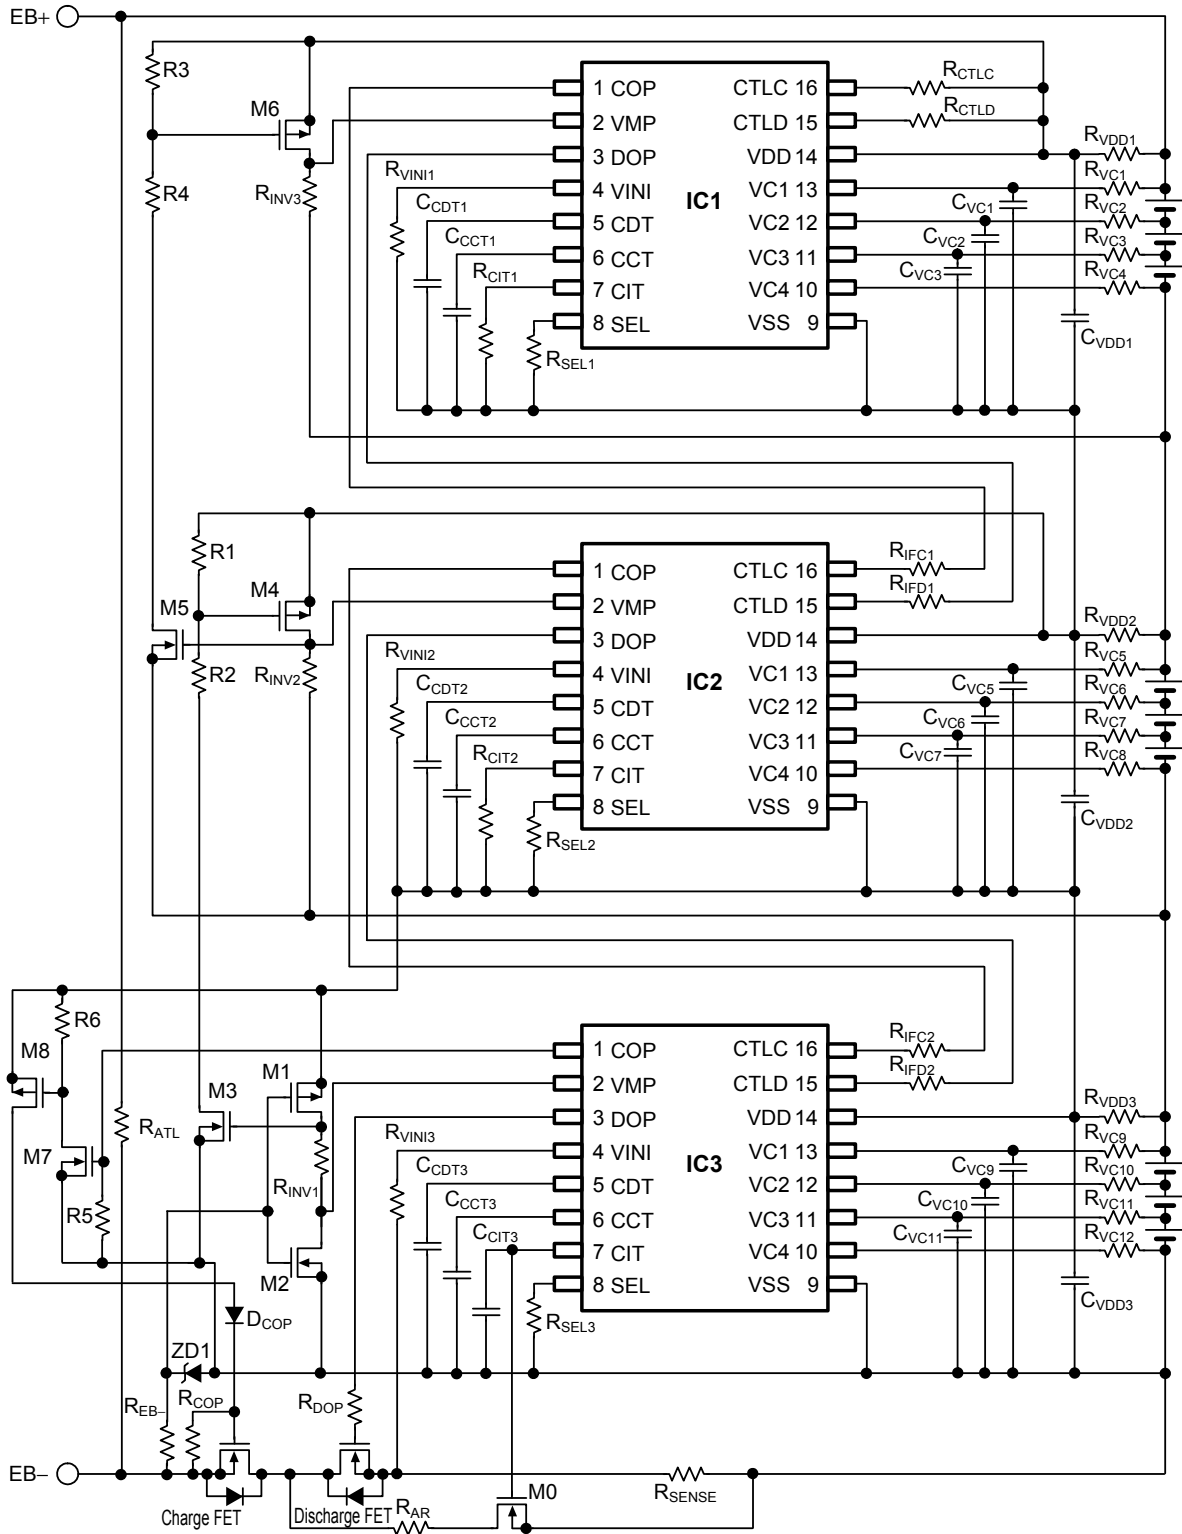 EB+
R3
M6
R4
RINV3
1 COP
2 VMP
3 DOP
4 VINI
5 CDT
6 CCT
7 CIT
8 SEL
IC1
CTLC 16
CTLD 15
VDD 14
VC1 13
VC2 12
VC3 11
VC4 10
VSS 9
RCTLC
RCTLD
RVINI1
CCDT1
CCCT1
RCIT1
RSEL1
RVDD1
RVC1
RVC2
RVC3
RVC4
CVC1
CVC2
CVC3
CVDD1
R1
M4
M5
R2
RINV2
1 COP
2 VMP
3 DOP
4 VINI
5 CDT
6 CCT
7 CIT
8 SEL
IC2
CTLC 16
CTLD 15
VDD 14
VC1 13
VC2 12
VC3 11
VC4 10
VSS 9
RIFC1
RIFD1
RVINI2
CCDT2
CCCT2
RCIT2
RSEL2
RVDD2
RVC5
RVC6
RVC7
RVC8
CVC5
CVC6
CVC7
CVDD2
R6
M8
M1
M3
RATL
M7
RINV1
R5
M2
DCOP
ZD1
1 COP
2 VMP
3 DOP
4 VINI
5 CDT
6 CCT
7 CIT
8 SEL
IC3
CTLC 16
CTLD 15
VDD 14
VC1 13
VC2 12
VC3 11
VC4 10
VSS 9
RIFC2
RIFD2
RVINI3
CCDT3
CCCT3
CCIT3
RSEL3
RVDD3
RVC9
RVC10
RVC11
RVC12
CVC9
CVC10
CVC11
CVDD3
REB−
RCOP
RDOP
EB−
Charge FET
Discharge FET
RAR
M0
RSENSE